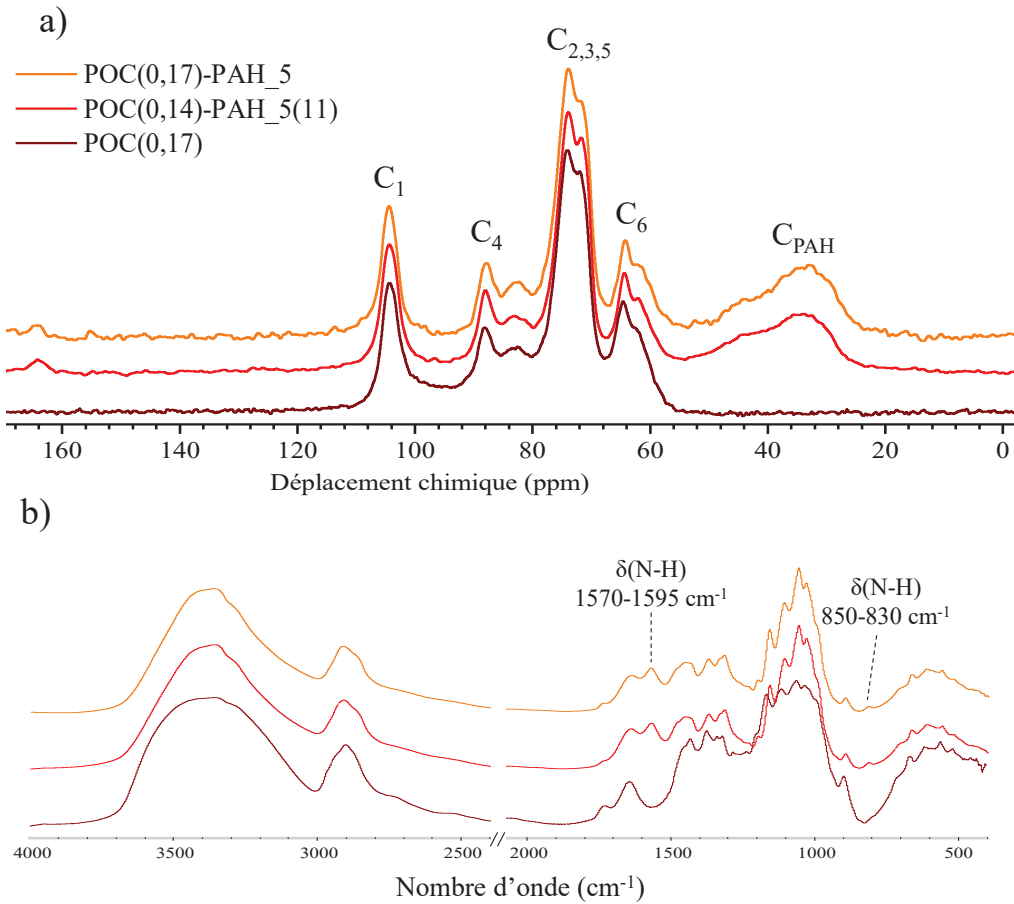 a)
POC(0,17)-PAH_5
POC(0,14)-PAH_5(11)
POC(0,17)
C1
C4
C2,3,5
C6
CPAH
160 140 120 100 80 60 40 20 0
Déplacement chimique (ppm)
b)
δ(N-H)
1570-1595 cm-1
δ(N-H)
850-830 cm-1
4000 3500 3000 2500 // 2000 1500 1000 500
Nombre d’onde (cm-1)